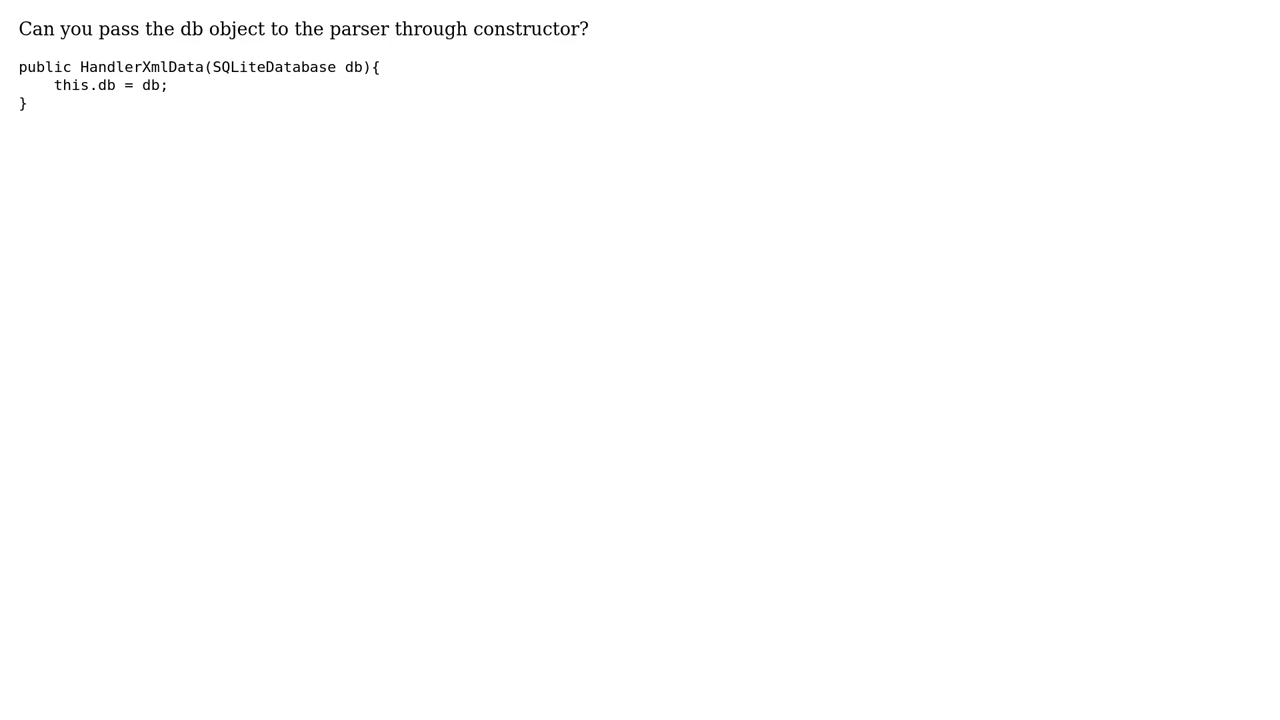 Can you pass the db object to the parser through constructor?
public HandlerXmlData(SQLiteDatabase db){
    this.db = db;
}